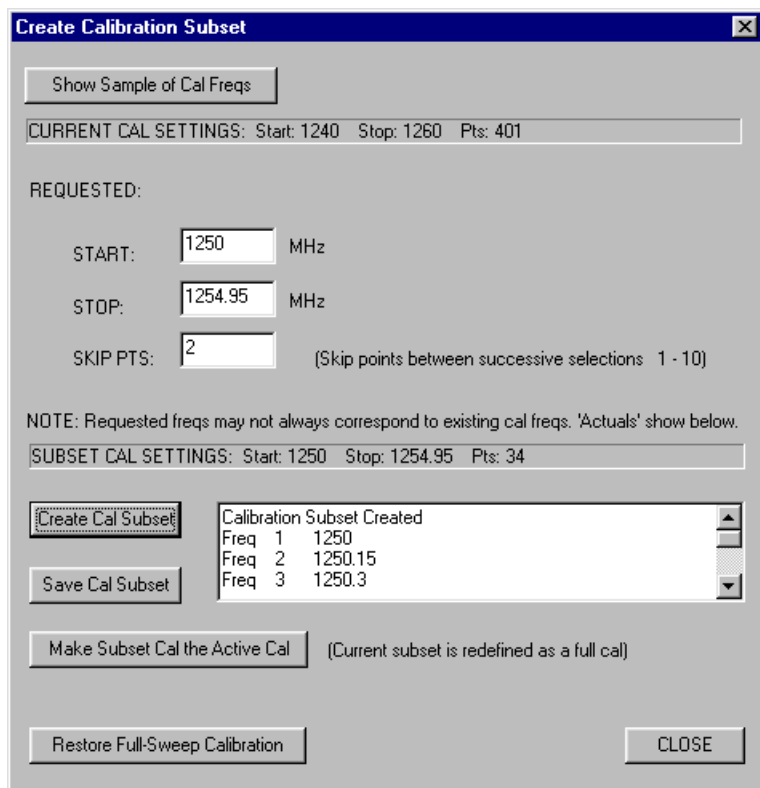 Create Calibration Subset
Show Sample of Cal Freqs
CURRENT CAL SETTINGS: Start: 1240 Stop: 1260 Pts: 401
REQUESTED:
START: 1250 MHz
STOP: 1254.95 MHz
SKIP PTS: 2 (Skip points between successive selections 1 - 10)
NOTE: Requested freqs may not always correspond to existing cal freqs. 'Actuals' show below.
SUBSET CAL SETTINGS: Start: 1250 Stop: 1254.95 Pts: 34
Create Cal Subset
Calibration Subset Created
Freq 1 1250
Freq 2 1250.15
Freq 3 1250.3
Save Cal Subset
Make Subset Cal the Active Cal (Current subset is redefined as a full cal)
Restore Full-Sweep Calibration
CLOSE